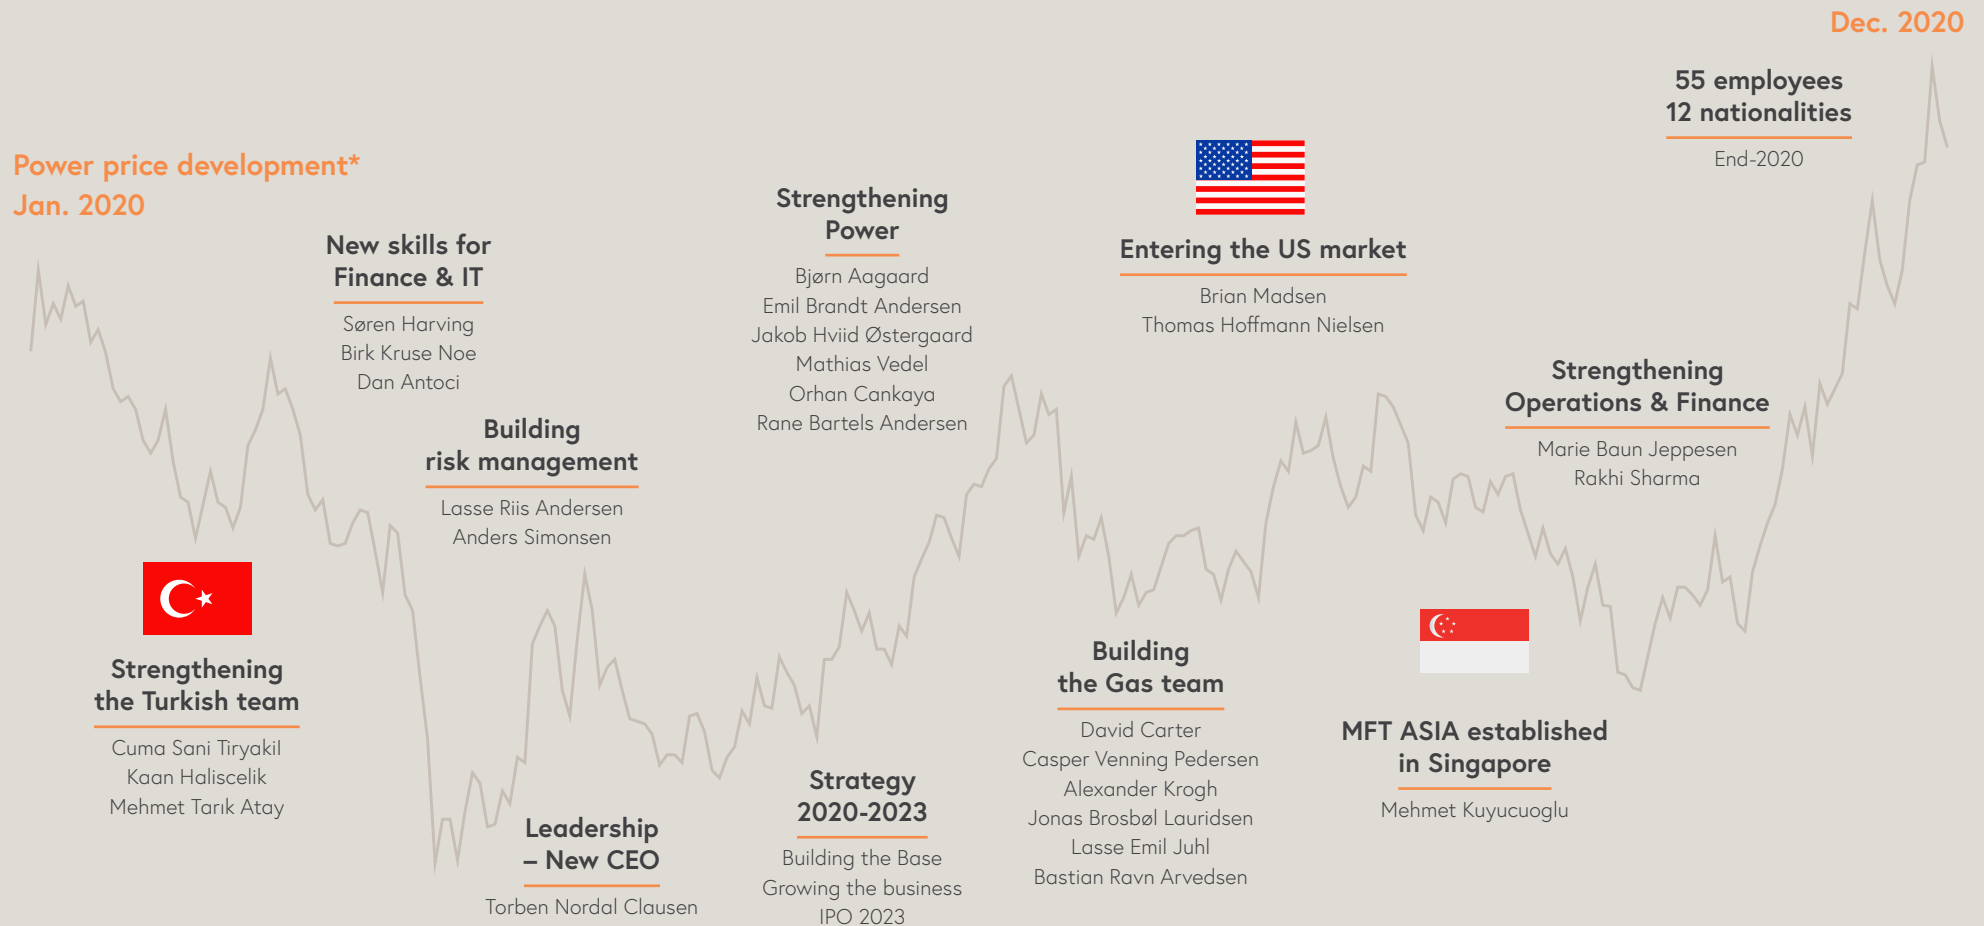 Power price development*
Jan. 2020
Strengthening
the Turkish team
Cuma Sani Tiryakil
Kaan Haliscelik
Mehmet Tarık Atay
New skills for
Finance & IT
Søren Harving
Birk Kruse Noe
Dan Antoci
Building
risk management
Lasse Riis Andersen
Anders Simonsen
Leadership
– New CEO
Torben Nordal Clausen
Strengthening
Power
Bjørn Aagaard
Emil Brandt Andersen
Jakob Hviid Østergaard
Mathias Vedel
Orhan Cankaya
Rane Bartels Andersen
Strategy
2020-2023
Building the Base
Growing the business
IPO 2023
Entering the US market
Brian Madsen
Thomas Hoffmann Nielsen
Building
the Gas team
David Carter
Casper Venning Pedersen
Alexander Krogh
Jonas Brosbøl Lauridsen
Lasse Emil Juhl
Bastian Ravn Arvedsen
MFT ASIA established
in Singapore
Mehmet Kuyucuoglu
Strengthening
Operations & Finance
Marie Baun Jeppesen
Rakhi Sharma
Dec. 2020
55 employees
12 nationalities
End-2020